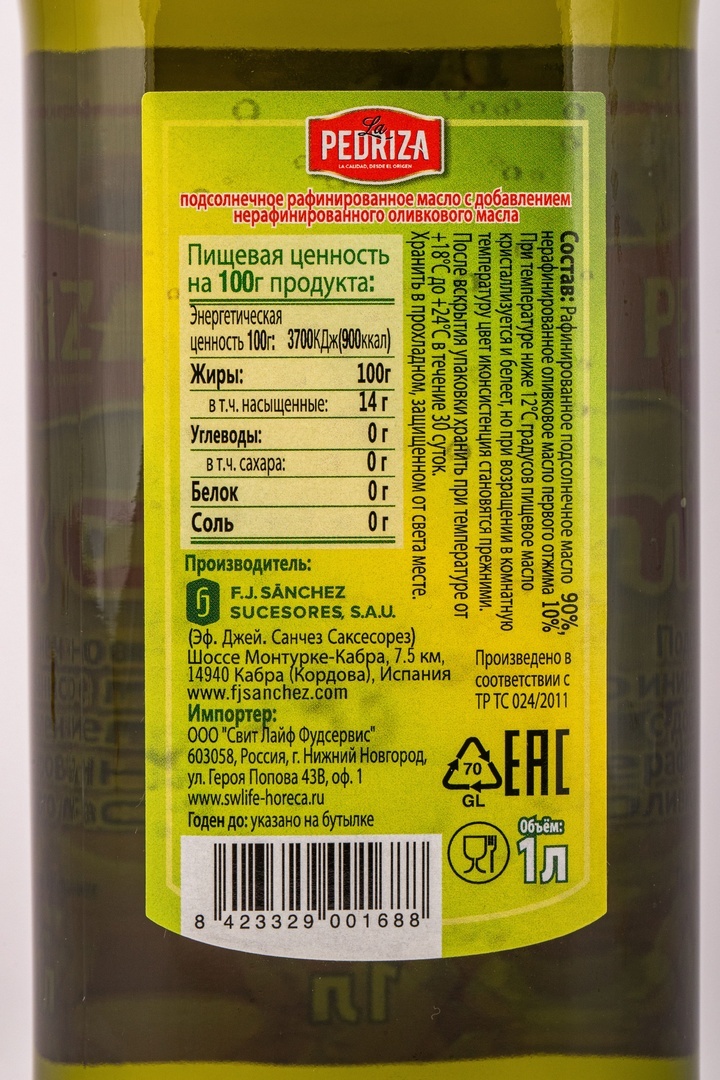 La
PEDRIZA
LA CALIDAD, DESDE EL ORIGEN
подсолнечное рафинированное масло с добавлением
нерафинированного оливкового масла
Пищевая ценность
на 100г продукта:
Энергетическая
ценность 100г: 3700КДж(900ккал)
Жиры: 100г
в т.ч. насыщенные: 14 г
Углеводы: 0 г
в т.ч. сахара: 0 г
Белок 0 г
Соль 0 г
Состав: Рафинированное подсолнечное масло 90%,
нерафинированное оливковое масло первого отжима 10%
При температуре ниже 12°С градусов пищевое масло
кристаллизуется и белеет, но при возращении в комнатную
температуру цвет и консистенция становятся прежними.
После вскрытия упаковки хранить при температуре от
+18°С до +24°С в течение 30 суток.
Хранить в прохладном, защищенном от света месте.
Производитель:
fj
F.J. SÁNCHEZ
SUCESORES, S.A.U.
(Эф. Джей. Санчез Саксесорез)
Шоссе Монтурке-Кабра, 7.5 км,
14940 Кабра (Кордова), Испания
www.fjsanchez.com
Произведено в
соответствии с
ТР ТС 024/2011
Импортер:
ООО "Свит Лайф Фудсервис"
603058, Россия, г. Нижний Новгород,
ул. Героя Попова 43В, оф. 1
www.swlife-horeca.ru
Годен до: указано на бутылке
70
GL
EAC
Объём:
1л
8 423329 001688